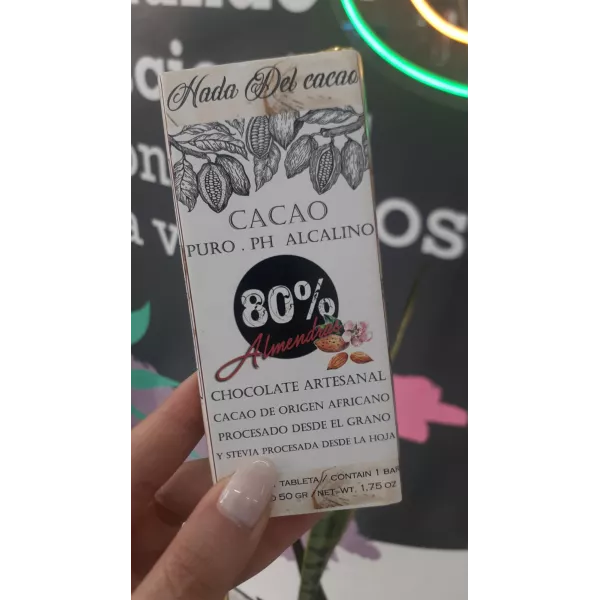 Hada Del cacao
CACAO
PURO . PH ALCALINO
80%
Almendras
CHOCOLATE ARTESANAL
CACAO DE ORIGEN AFRICANO
PROCESADO DESDE EL GRANO
Y STEVIA PROCESADA DESDE LA HOJA
TABLETA // CONTAIN 1 BAR
50 GR / NET-WT. 1,75 OZ